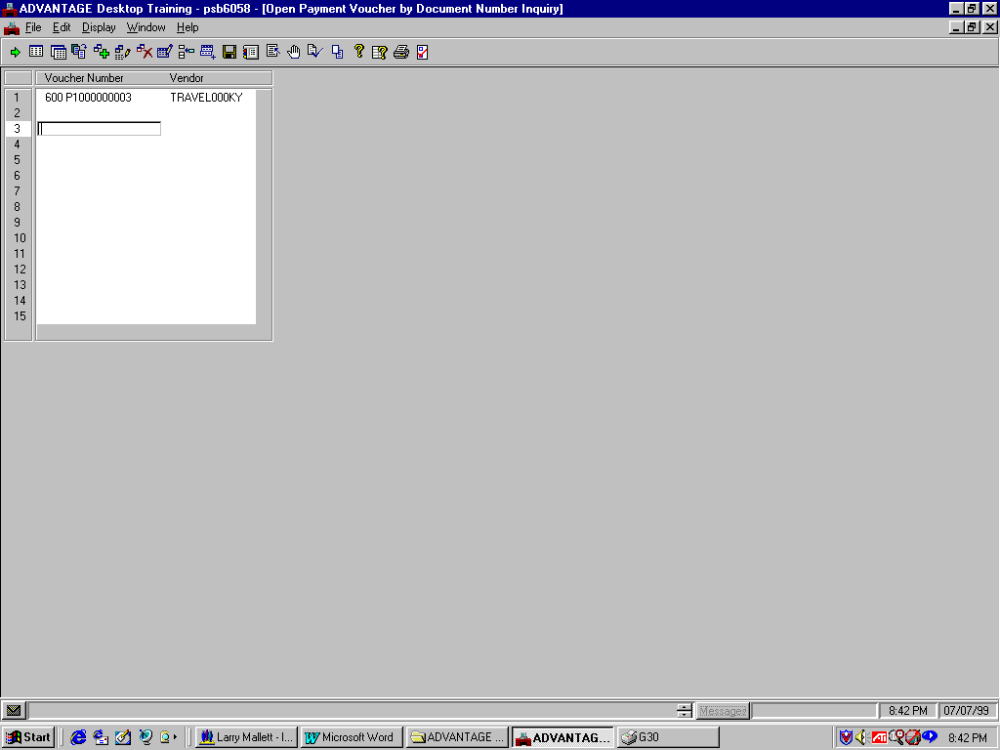 ADVANTAGE Desktop Training - psb6058 - [Open Payment Voucher by Document Number Inquiry]
File Edit Display Window Help
Voucher Number Vendor
1 600 P1000000003 TRAVEL000KY
2
3
4
5
6
7
8
9
10
11
12
13
14
15
Messages 8:42 PM 07/07/99
Start Larry Mallett - I... Microsoft Word ADVANTAGE ... ADVANTAG... G30 8:42 PM